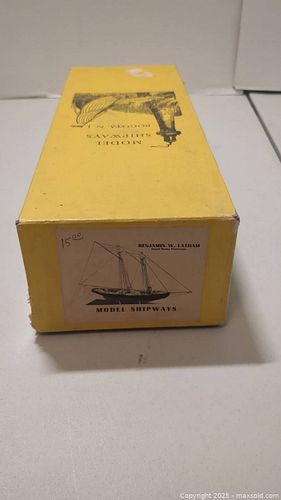 MODEL
SHIPWAYS
BOGOTA, N. J.
15.00
BENJAMIN W. LATHAM
MODEL SHIPWAYS
Copyright © 2025 - maxsold.com